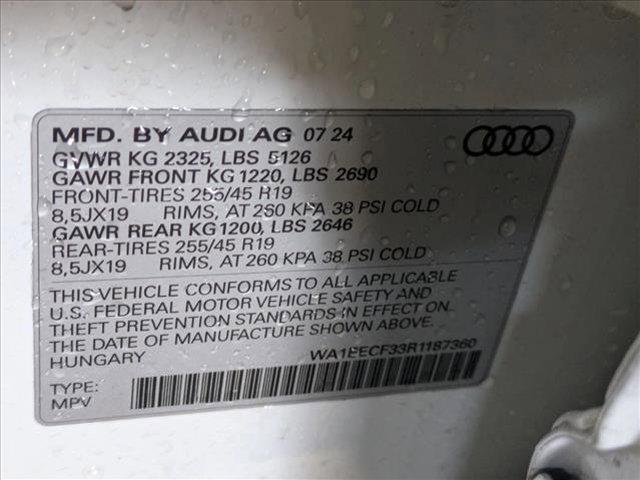 MFD. BY AUDI AG 07 24
GVWR KG 2325, LBS 5126
GAWR FRONT KG 1220, LBS 2690
FRONT-TIRES 255/45 R19
8,5JX19 RIMS, AT 260 KPA 38 PSI COLD
GAWR REAR KG 1200, LBS 2646
REAR-TIRES 255/45 R19
8,5JX19 RIMS, AT 260 KPA 38 PSI COLD
THIS VEHICLE CONFORMS TO ALL APPLICABLE
U.S. FEDERAL MOTOR VEHICLE SAFETY AND
THEFT PREVENTION STANDARDS IN EFFECT ON
THE DATE OF MANUFACTURE SHOWN ABOVE.
HUNGARY WA1EECF33R1187360
TYPE:
MPV